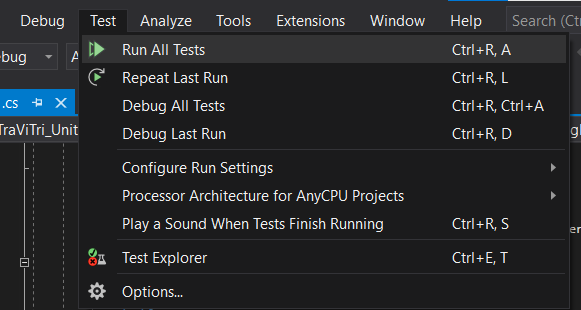 Debug Test Analyze Tools Extensions Window Help Search (Ctrl
Run All Tests Ctrl+R, A
Repeat Last Run Ctrl+R, L
.cs
Debug All Tests Ctrl+R, Ctrl+A
TraViTri_Unit Debug Last Run Ctrl+R, D
Configure Run Settings
Processor Architecture for AnyCPU Projects
Play a Sound When Tests Finish Running Ctrl+R, S
Test Explorer Ctrl+E, T
Options...